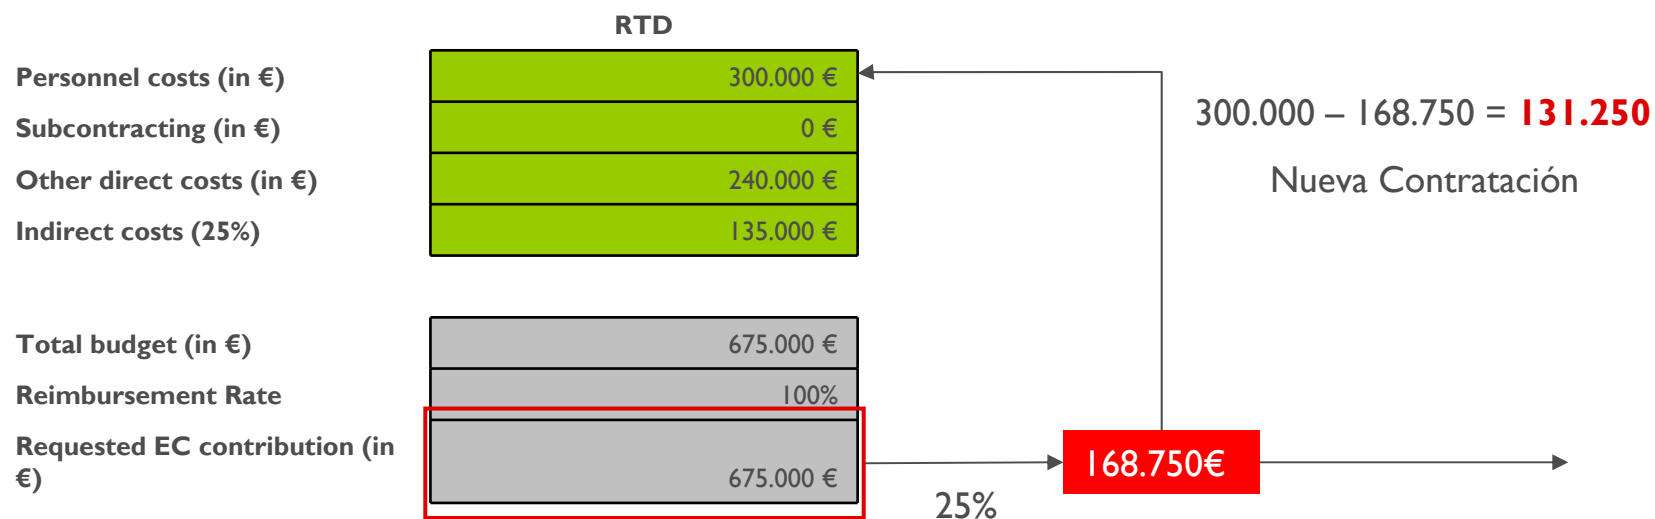 RTD
Personnel costs (in €) 300.000 €
Subcontracting (in €) 0 €
Other direct costs (in €) 240.000 €
Indirect costs (25%) 135.000 €
300.000 – 168.750 = 131.250
Nueva Contratación
Total budget (in €) 675.000 €
Reimbursement Rate 100%
Requested EC contribution (in
€) 675.000 €
25%
168.750€